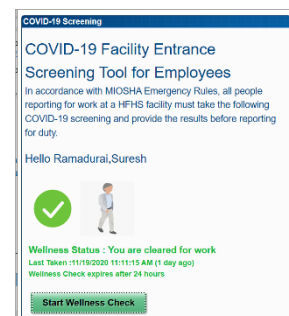 COVID-19 Screening
COVID-19 Facility Entrance
Screening Tool for Employees
In accordance with MIOSHA Emergency Rules, all people
reporting for work at a HFHS facility must take the following
COVID-19 screening and provide the results before reporting
for duty.
Hello Ramadurai,Suresh
Wellness Status : You are cleared for work
Last Taken :11/19/2020 11:11:15 AM (1 day ago)
Wellness Check expires after 24 hours
Start Wellness Check